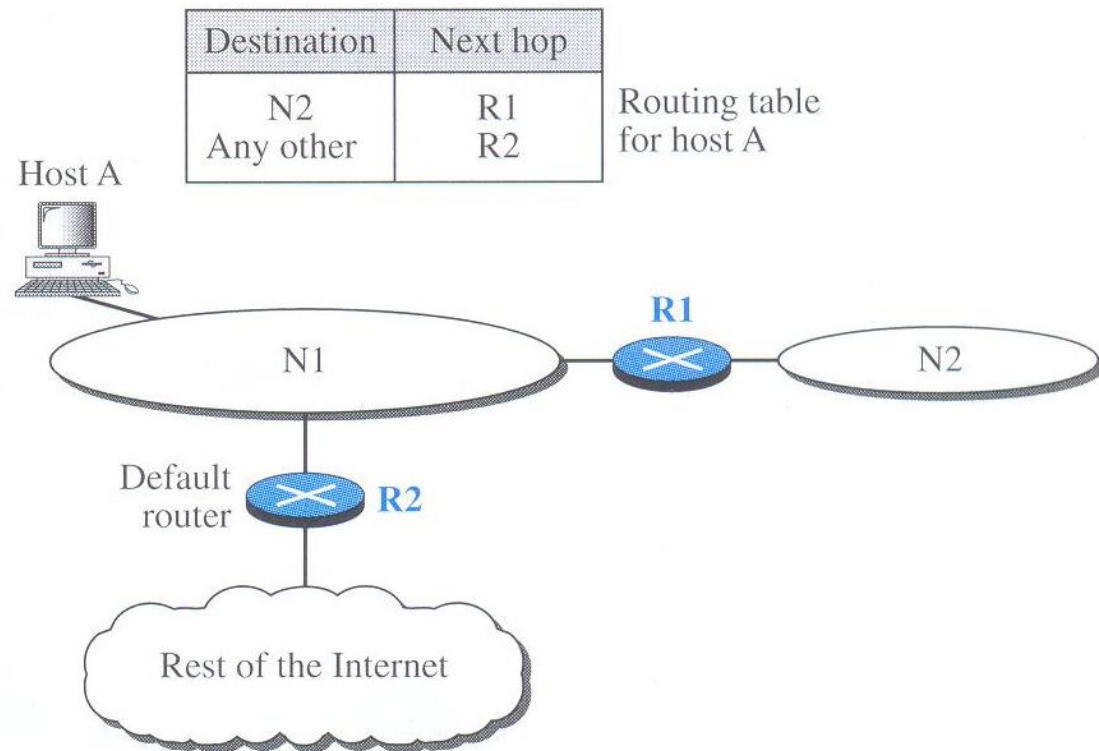 Destination Next hop
N2 R1
Any other R2
Routing table
for host A
Host A
R1
N1
N2
Default
router
R2
Rest of the Internet